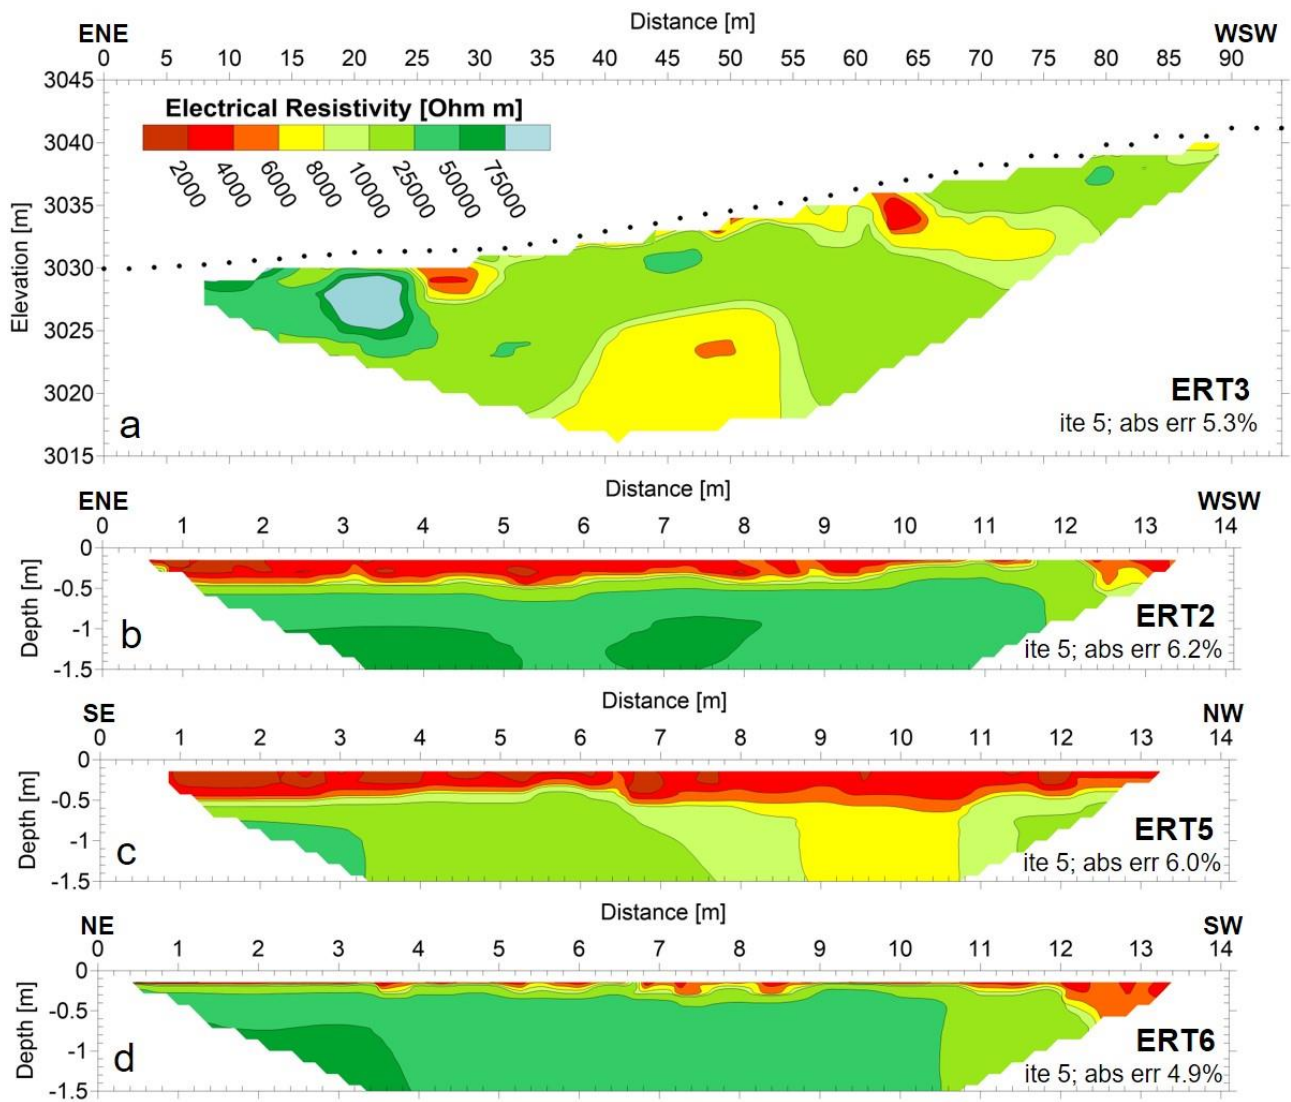 ENE Distance [m] WSW
0 5 10 15 20 25 30 35 40 45 50 55 60 65 70 75 80 85 90
3045
Electrical Resistivity [Ohm m]
3040
2000 4000 6000 8000 10000 25000 50000 75000
3035
Elevation [m]
3030
3025
3020
ERT3
a
ite 5; abs err 5.3%
3015
ENE Distance [m] WSW
0 1 2 3 4 5 6 7 8 9 10 11 12 13 14
0
-0.5
Depth [m]
ERT2
-1
b
ite 5; abs err 6.2%
-1.5
SE Distance [m] NW
0 1 2 3 4 5 6 7 8 9 10 11 12 13 14
0
-0.5
Depth [m]
ERT5
-1
c
ite 5; abs err 6.0%
-1.5
NE Distance [m] SW
0 1 2 3 4 5 6 7 8 9 10 11 12 13 14
0
-0.5
Depth [m]
ERT6
-1
d
ite 5; abs err 4.9%
-1.5